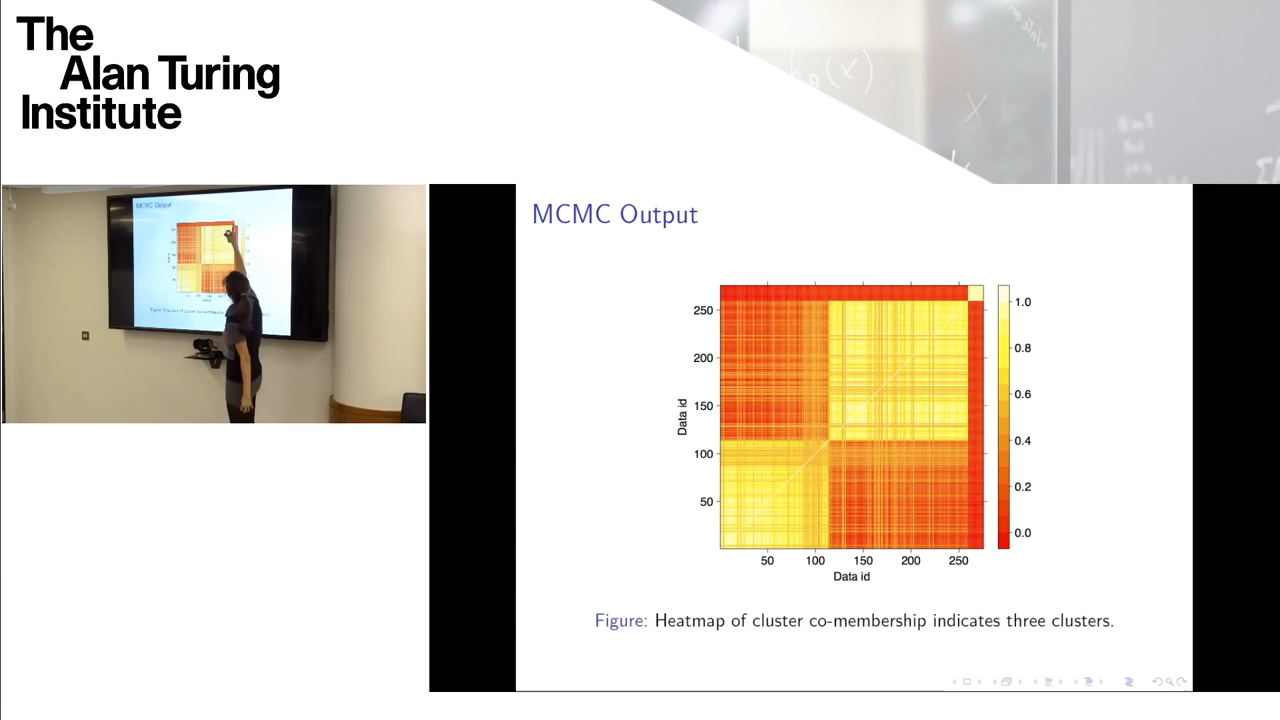 The
Alan Turing
Institute
MCMC Output
MCMC Output
250
200
150
100
50
Data id
50 100 150 200 250
Data id
1.0
0.8
0.6
0.4
0.2
0.0
Figure: Heatmap of cluster co-membership indicates three clusters.